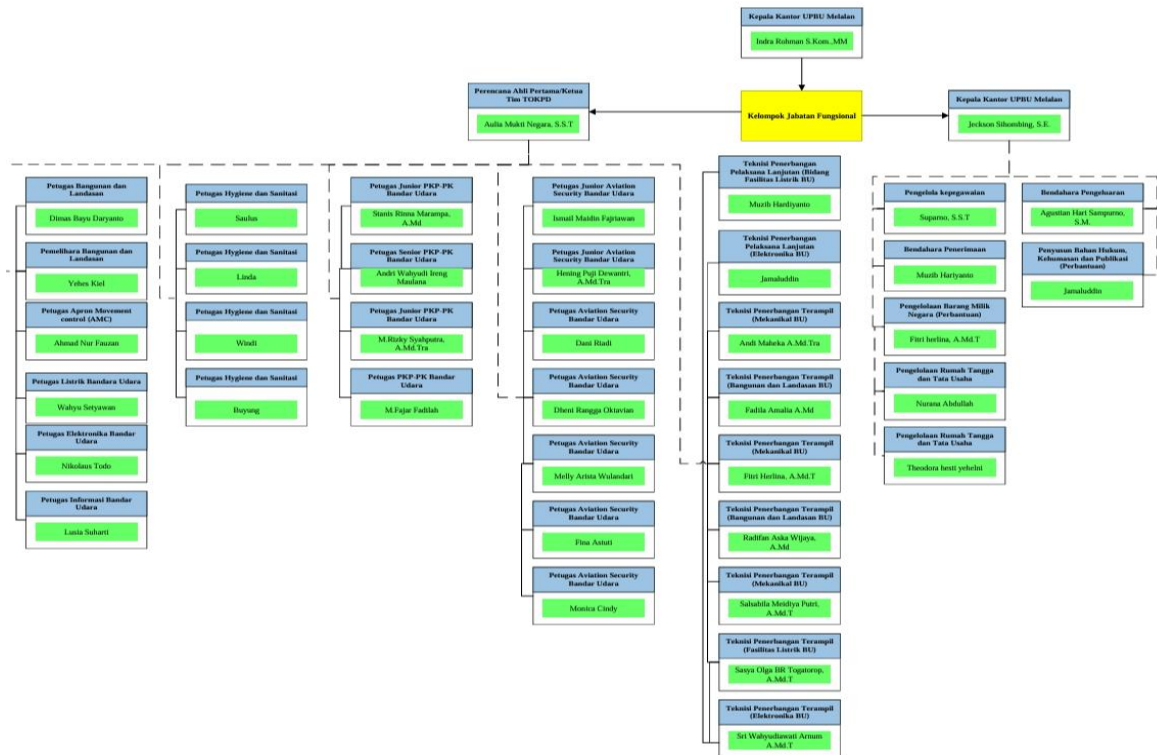 Kepala Kantor UPBU Melalan
Indra Rohman S.Kom.,MM
Perencana Ahli Pertama/Ketua
Tim TOKPD
Aulia Mukti Negara, S.S.T
Kelompok Jabatan Fungsional
Kepala Kantor UPBU Melalan
Jeckson Sihombing, S.E.
Petugas Bangunan dan
Landasan
Dimas Bayu Daryanto
Pemelihara Bangunan dan
Landasan
Yehes Kiel
Petugas Apron Movement
control (AMC)
Ahmad Nur Fauzan
Petugas Listrik Bandara Udara
Wahyu Setyawan
Petugas Elektronika Bandar
Udara
Nikolaus Todo
Petugas Informasi Bandar
Udara
Lusia Suharti
Petugas Hygiene dan Sanitasi
Saulus
Petugas Hygiene dan Sanitasi
Linda
Petugas Hygiene dan Sanitasi
Windi
Petugas Hygiene dan Sanitasi
Buyung
Petugas Junior PKP-PK
Bandar Udara
Stanis Rinna Marampa,
A.Md
Petugas Senior PKP-PK
Bandar Udara
Andri Wahyudi Ireng
Maulana
Petugas Junior PKP-PK
Bandar Udara
M.Rizky Syahputra,
A.Md.Tra
Petugas PKP-PK Bandar
Udara
M.Fajar Fadilah
Petugas Junior Aviation
Security Bandar Udara
Ismail Maidin Fajriawan
Petugas Junior Aviation
Security Bandar Udara
Hening Puji Dewantri,
A.Md.Tra
Petugas Aviation Security
Bandar Udara
Dani Riadi
Petugas Aviation Security
Bandar Udara
Dheni Rangga Oktavian
Petugas Aviation Security
Bandar Udara
Melly Arista Wulandari
Petugas Aviation Security
Bandar Udara
Fina Astuti
Petugas Aviation Security
Bandar Udara
Monica Cindy
Teknisi Penerbangan
Pelaksana Lanjutan (Bidang
Fasilitas Listrik BU)
Muzib Hardiyanto
Teknisi Penerbangan
Pelaksana Lanjutan
(Elektronika BU)
Jamaluddin
Teknisi Penerbangan Terampil
(Mekanikal BU)
Andi Maheka A.Md.Tra
Teknisi Penerbangan Terampil
(Bangunan dan Landasan BU)
Fadila Amalia A.Md
Teknisi Penerbangan Terampil
(Mekanikal BU)
Fitri Herlina, A.Md.T
Teknisi Penerbangan Terampil
(Bangunan dan Landasan BU)
Radifan Aska Wijaya,
A.Md
Teknisi Penerbangan Terampil
(Mekanikal BU)
Salsabila Meidiya Putri,
A.Md.T
Teknisi Penerbangan Terampil
(Fasilitas Listrik BU)
Sasya Olga BR Togatorop,
A.Md.T
Teknisi Penerbangan Terampil
(Elektronika BU)
Sri Wahyudiawati Arnum
A.Md.T
Pengelola kepegawaian
Suparno, S.S.T
Bendahara Penerimaan
Muzib Hariyanto
Pengelolaan Barang Milik
Negara (Perbantuan)
Fitri herlina, A.Md.T
Pengelolaan Rumah Tangga
dan Tata Usaha
Nurana Abdullah
Pengelolaan Rumah Tangga
dan Tata Usaha
Theodora hesti yehelni
Bendahara Pengeluaran
Agustian Hari Sampurno,
S.M.
Penyusun Bahan Hukum,
Kehumasan dan Publikasi
(Perbantuan)
Jamaluddin